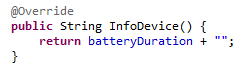 @Override
public String InfoDevice() {
    return batteryDuration + "";
}